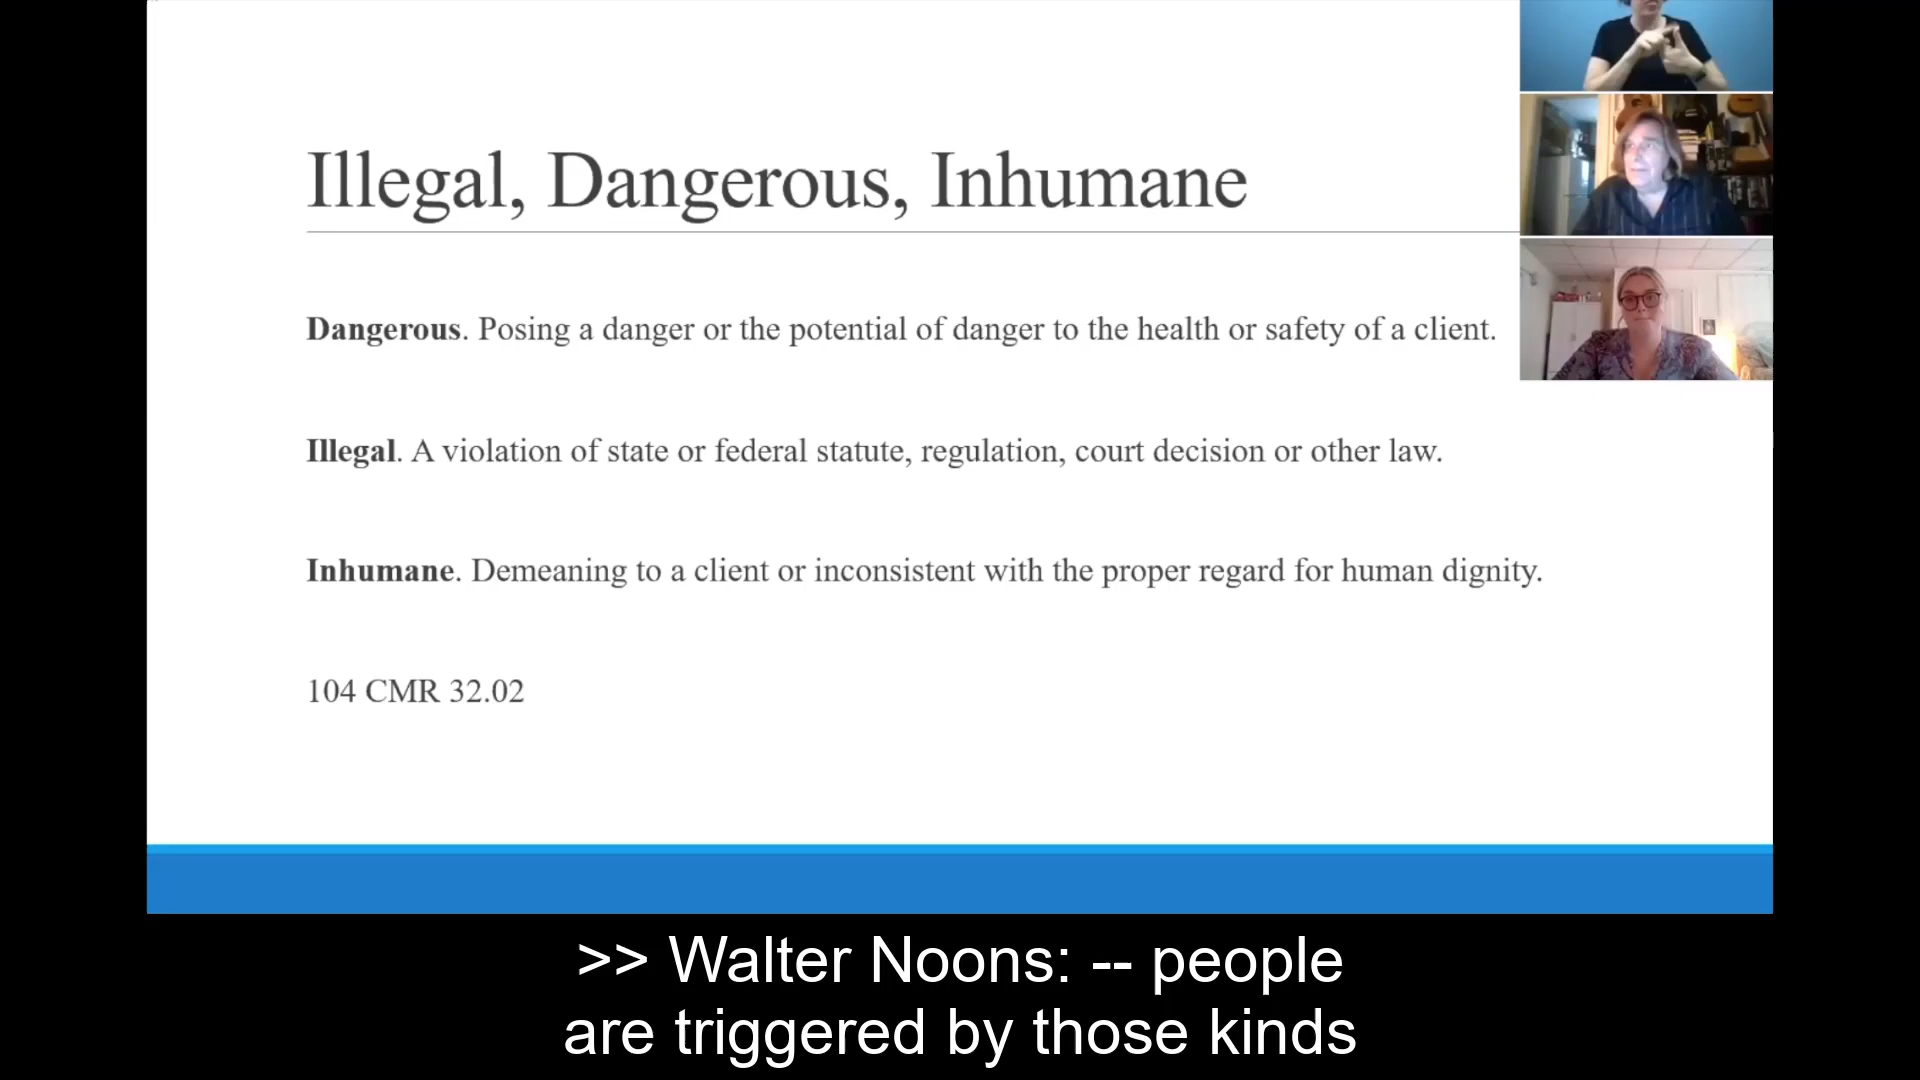 Illegal, Dangerous, Inhumane
Dangerous. Posing a danger or the potential of danger to the health or safety of a client.
Illegal. A violation of state or federal statute, regulation, court decision or other law.
Inhumane. Demeaning to a client or inconsistent with the proper regard for human dignity.
104 CMR 32.02
>> Walter Noons: -- people
are triggered by those kinds